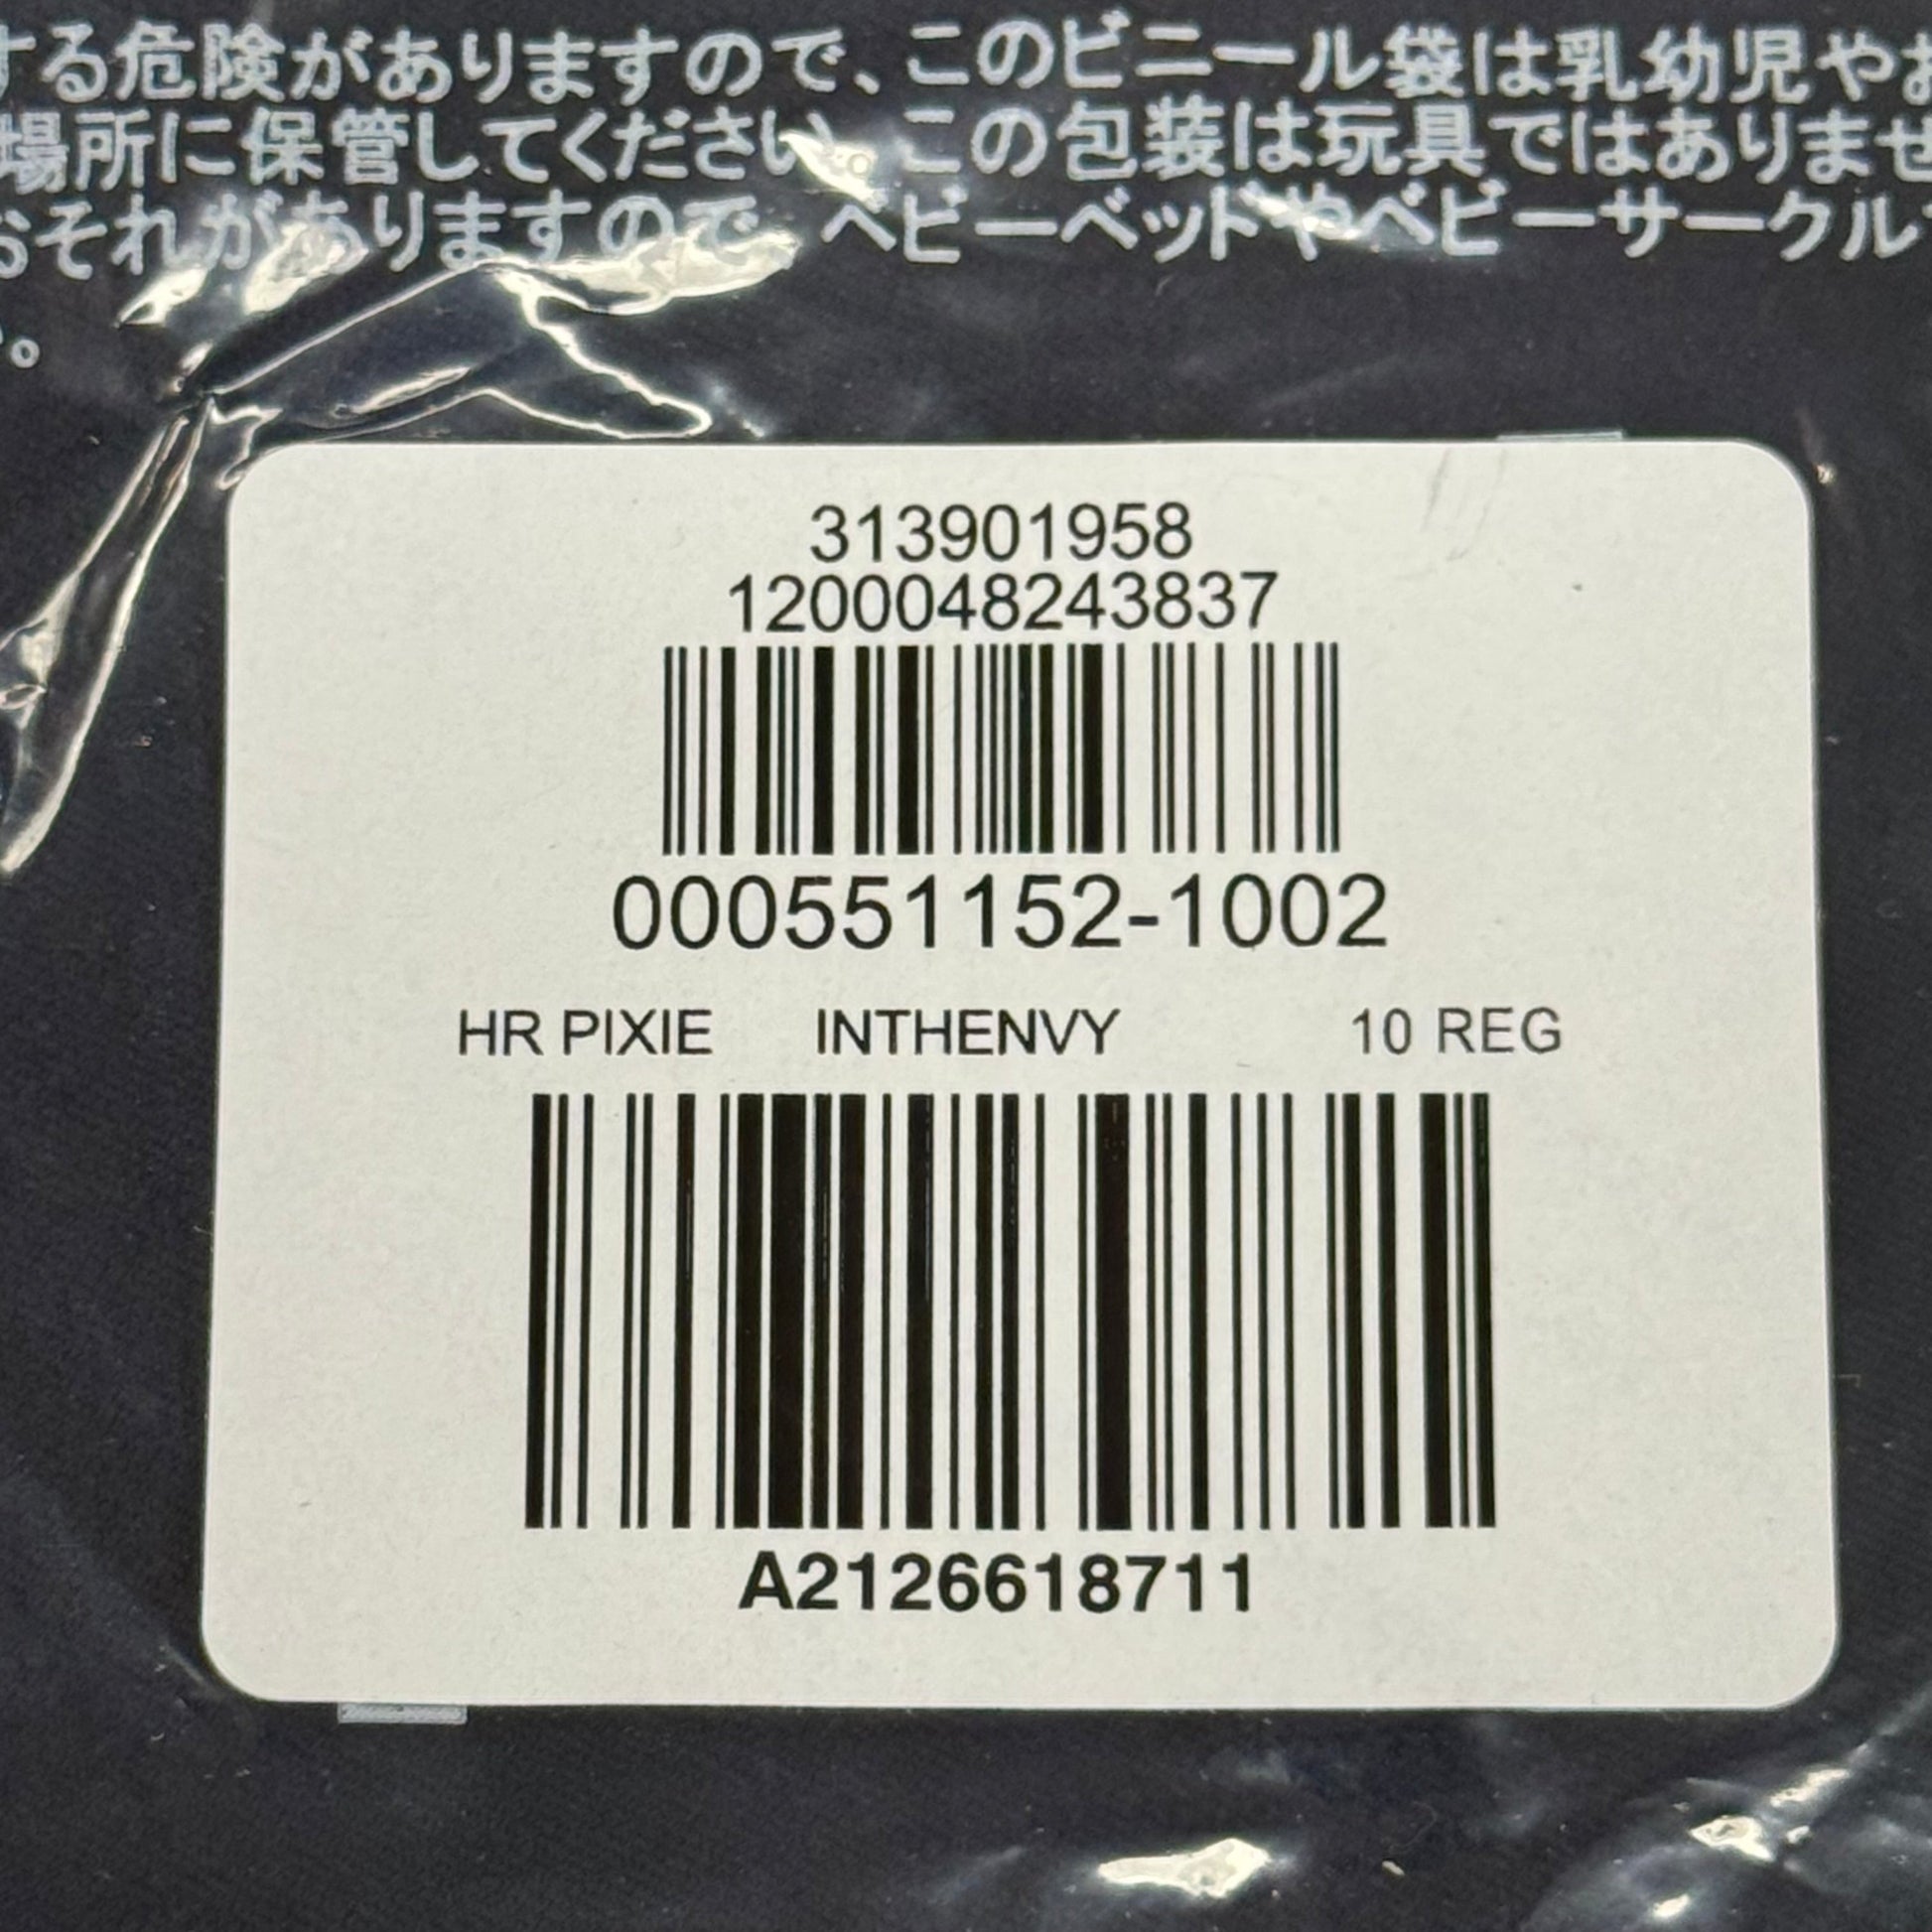 する危険がありますので、このビニール袋は乳幼児やお
場所に保管してください。この包装は玩具ではありませ
おそれがありますので、ベビーベッドやベビーサークル
。
313901958
1200048243837
000551152-1002
HR PIXIE INTHENVY 10 REG
A2126618711